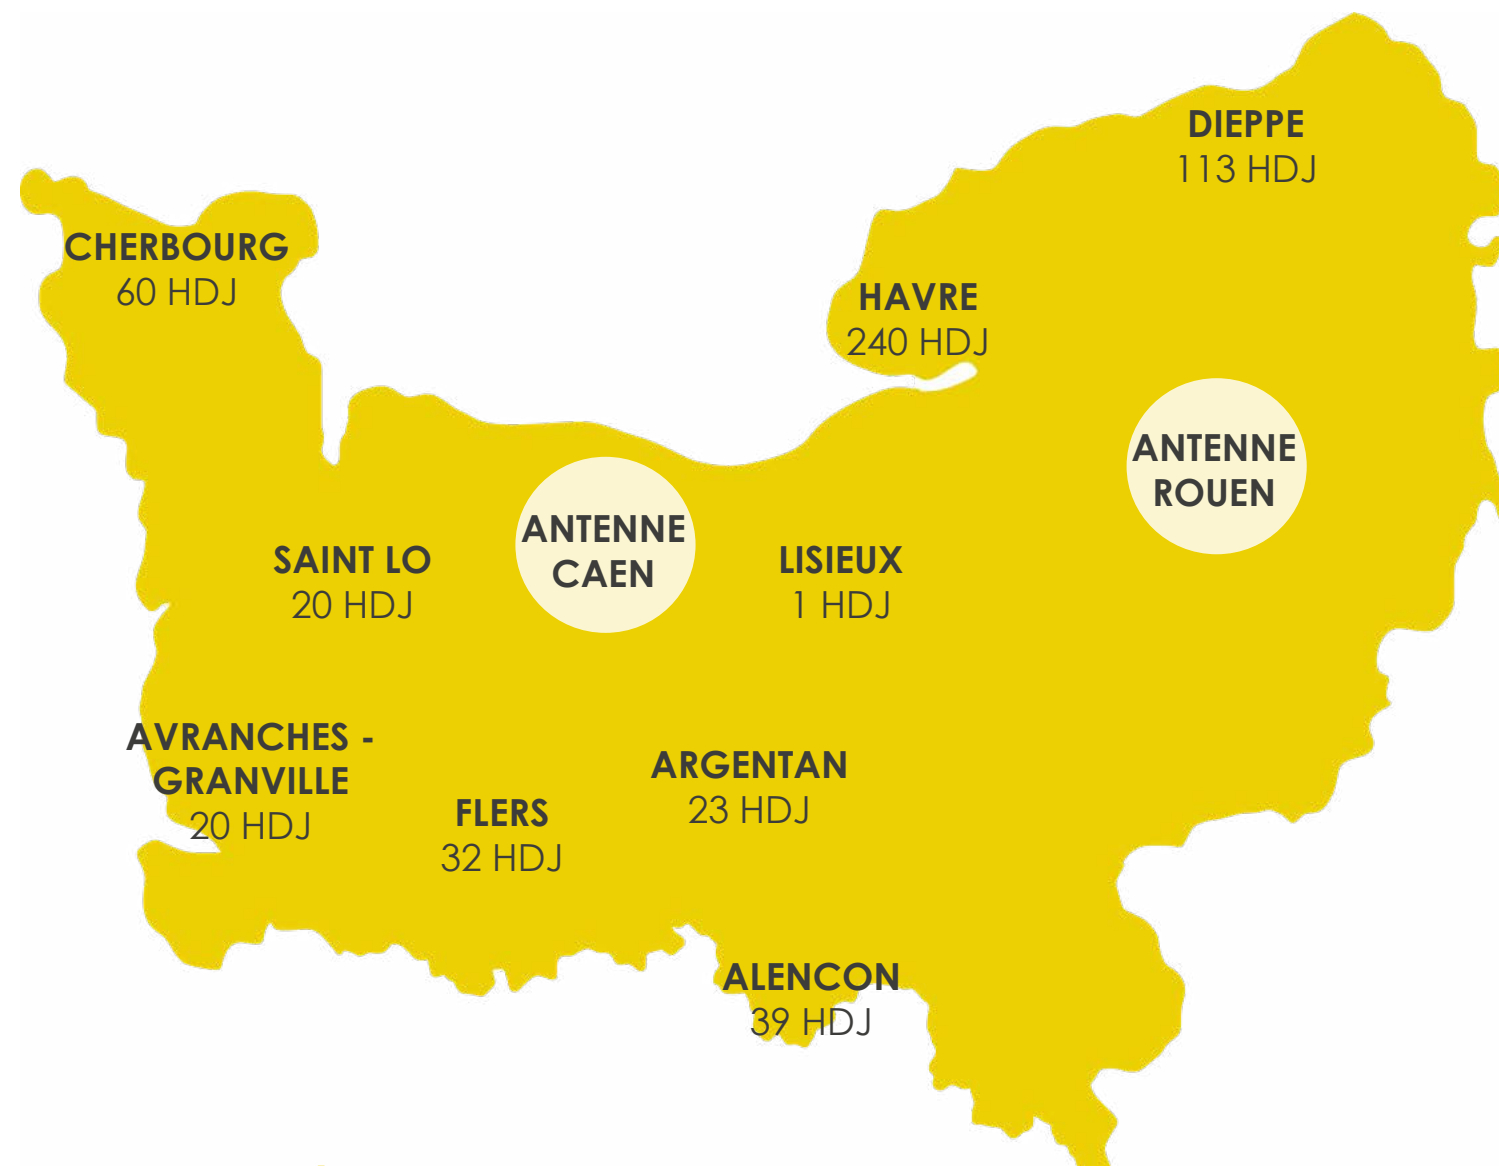 DIEPPE
113 HDJ
CHERBOURG
60 HDJ
HAVRE
240 HDJ
ANTENNE
ROUEN
ANTENNE
CAEN
SAINT LO
20 HDJ
LISIEUX
1 HDJ
AVRANCHES -
GRANVILLE
20 HDJ
ARGENTAN
23 HDJ
FLERS
32 HDJ
ALENCON
39 HDJ